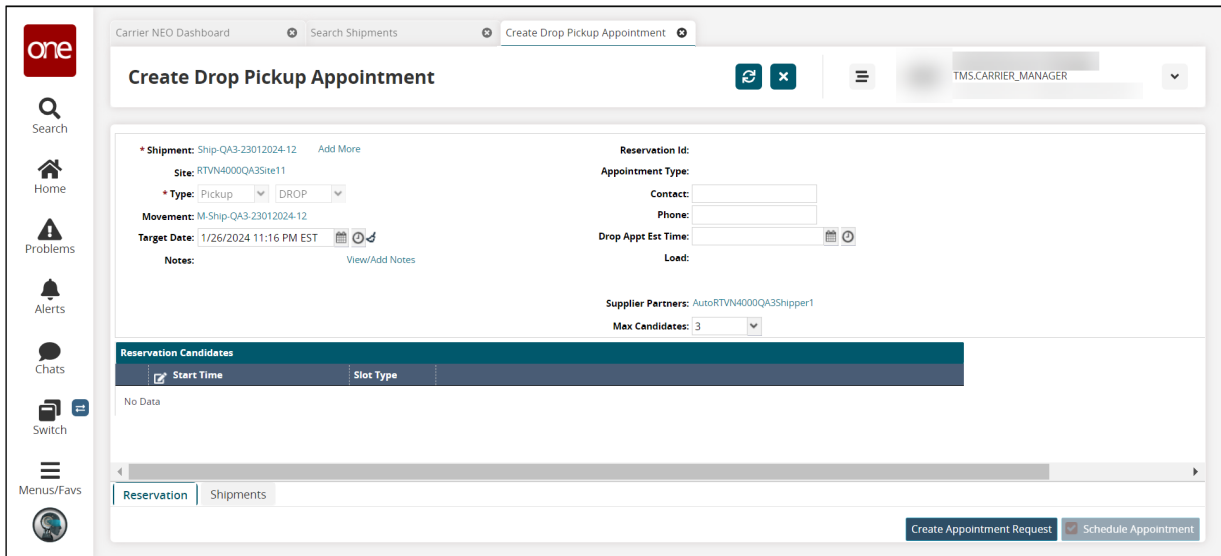 one
Carrier NEO Dashboard
Search Shipments
Create Drop Pickup Appointment
Create Drop Pickup Appointment
TMS.CARRIER_MANAGER
Search
Home
Problems
Alerts
Chats
Switch
Menus/Favs
* Shipment: Ship-QA3-23012024-12 Add More
Site: RTVN4000QA3Site11
* Type: Pickup DROP
Movement: M-Ship-QA3-23012024-12
Target Date: 1/26/2024 11:16 PM EST
Notes: View/Add Notes
Reservation Id:
Appointment Type:
Contact:
Phone:
Drop Appt Est Time:
Load:
Supplier Partners: AutoRTVN4000QA3Shipper1
Max Candidates: 3
Reservation Candidates
Start Time Slot Type
No Data
Reservation Shipments
Create Appointment Request Schedule Appointment